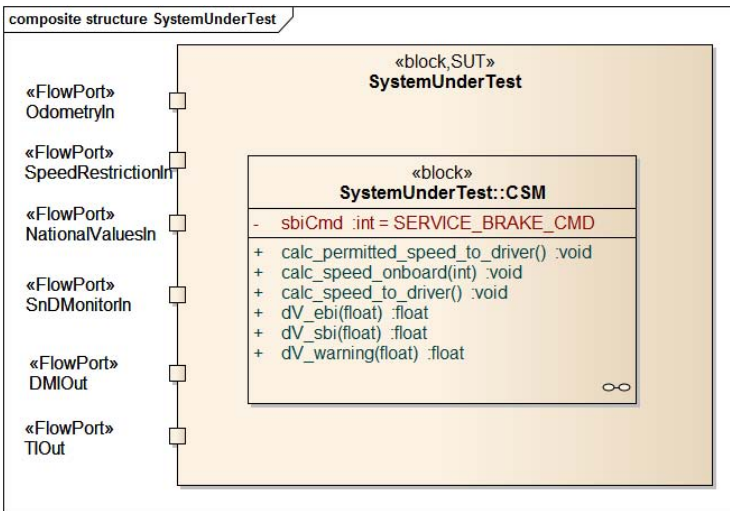 composite structure SystemUnderTest
«block,SUT»
SystemUnderTest
«FlowPort»
OdometryIn
«FlowPort»
SpeedRestrictionIn
«FlowPort»
NationalValuesIn
«FlowPort»
SnDMonitorIn
«FlowPort»
DMIOut
«FlowPort»
TIOut
«block»
SystemUnderTest::CSM
- sbiCmd :int = SERVICE_BRAKE_CMD
+ calc_permitted_speed_to_driver() :void
+ calc_speed_onboard(int) :void
+ calc_speed_to_driver() :void
+ dV_ebi(float) :float
+ dV_sbi(float) :float
+ dV_warning(float) :float